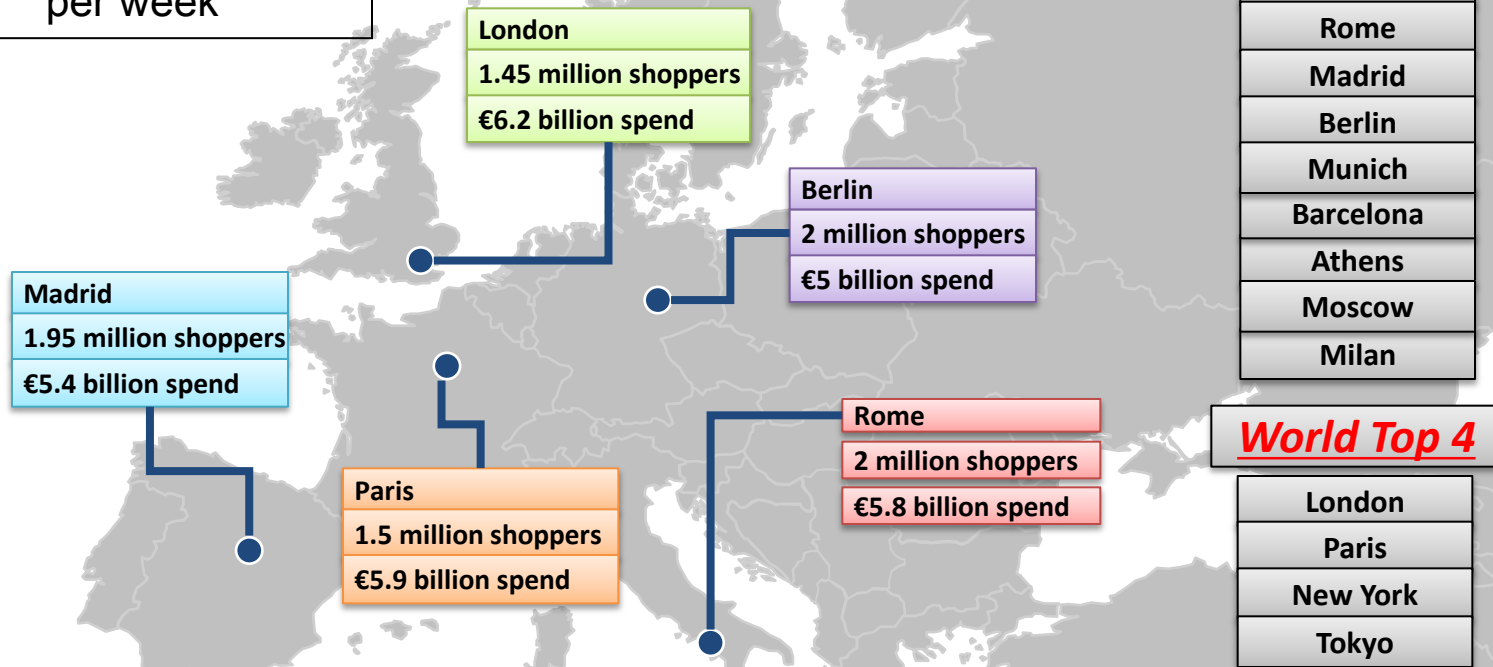 per week
London
1.45 million shoppers
€6.2 billion spend
Berlin
2 million shoppers
€5 billion spend
Madrid
1.95 million shoppers
€5.4 billion spend
Paris
1.5 million shoppers
€5.9 billion spend
Rome
2 million shoppers
€5.8 billion spend
Rome
Madrid
Berlin
Munich
Barcelona
Athens
Moscow
Milan
World Top 4
London
Paris
New York
Tokyo